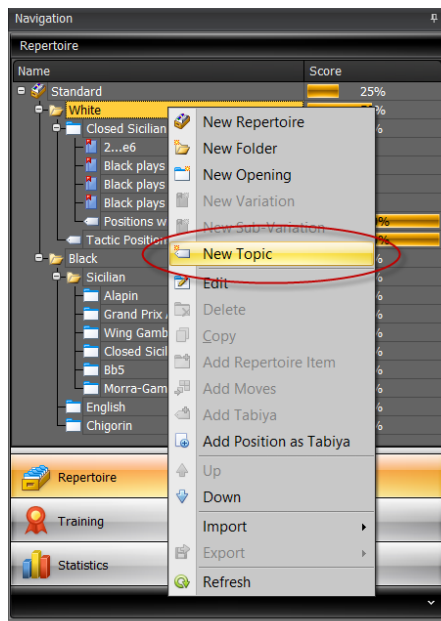 Navigation
Repertoire
Name Score
Standard 25%
White %
Closed Sicilian %
2...e6
Black plays
Black plays
Black plays
Positions w %
Tactic Position %
Black %
Sicilian %
Alapin %
Grand Prix %
Wing Gamb %
Closed Sicil %
Bb5 %
Morra-Gam %
English %
Chigorin %
New Repertoire
New Folder
New Opening
New Variation
New Sub-Variation
New Topic
Edit
Delete
Copy
Add Repertoire Item
Add Moves
Add Tabiya
Add Position as Tabiya
Up
Down
Import
Export
Refresh
Repertoire
Training
Statistics